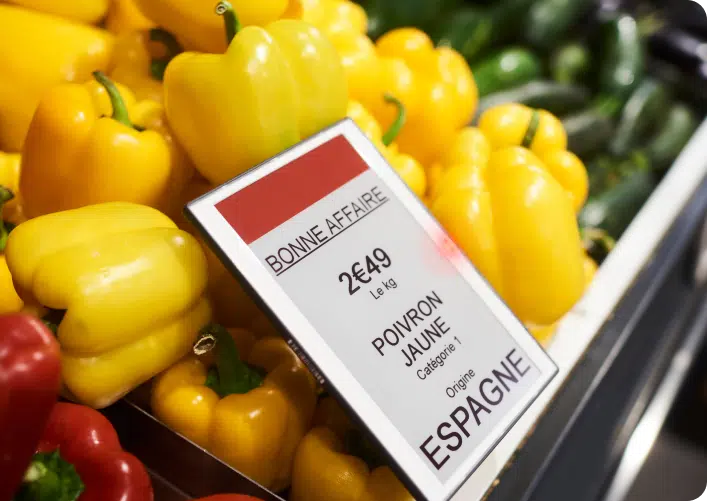 BONNE AFFAIRE
2€49
Le kg
POIVRON
JAUNE
Catégorie 1
Origine
ESPAGNE